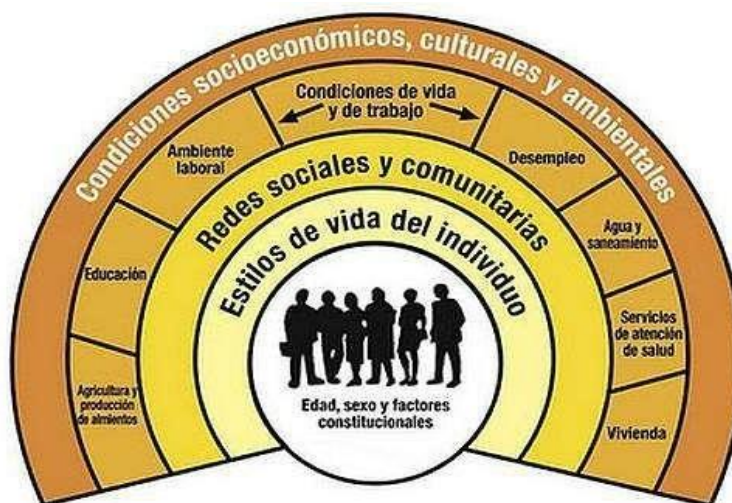 Condiciones socioeconómicos, culturales y ambientales
Condiciones de vida
y de trabajo
Ambiente
laboral
Desempleo
Redes sociales y comunitarias
Estilos de vida del individuo
Educación
Agua y
saneamiento
Servicios
de atención
de salud
Agricultura y
producción
de almientos
Vivienda
Edad, sexo y factores
constitucionales